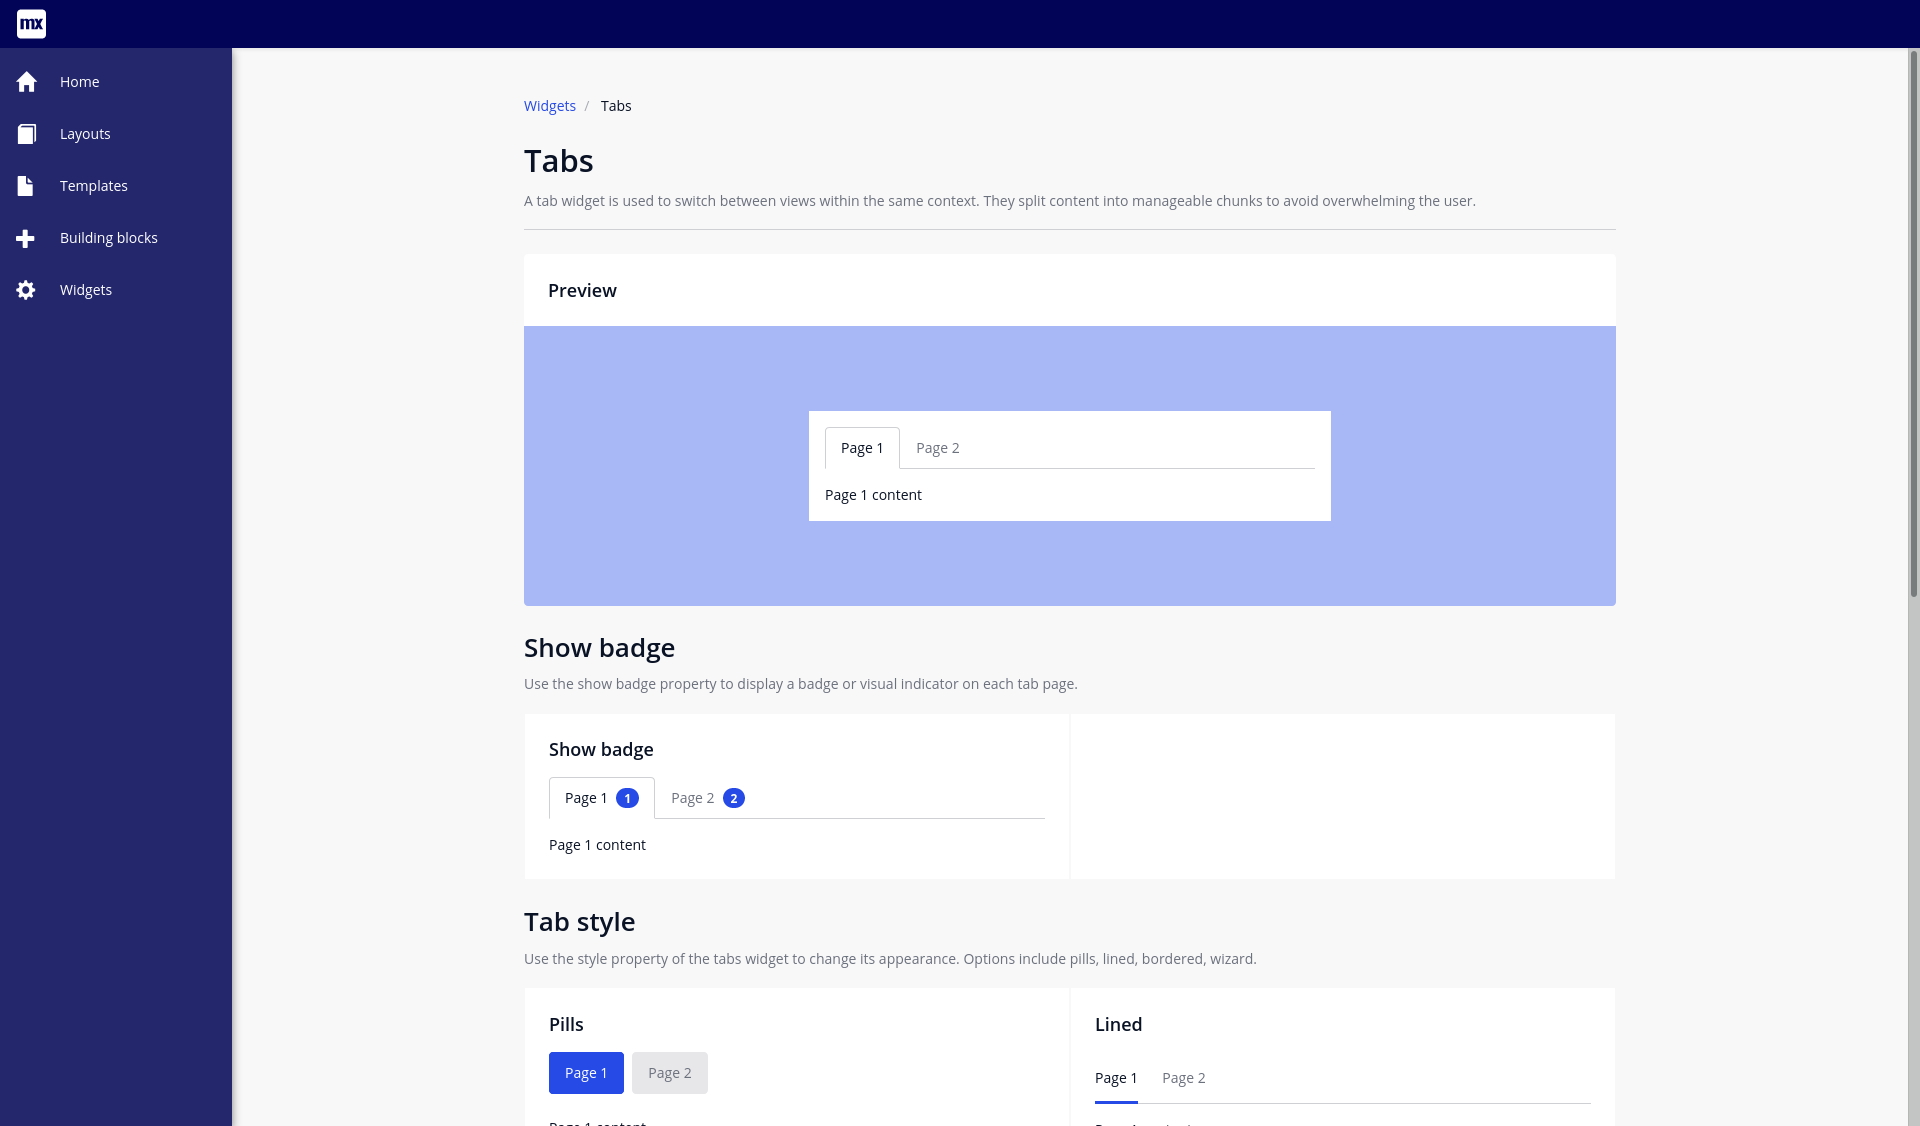 mx
Home
Layouts
Templates
Building blocks
Widgets
Widgets / Tabs
Tabs
A tab widget is used to switch between views within the same context. They split content into manageable chunks to avoid overwhelming the user.
Preview
Page 1 Page 2
Page 1 content
Show badge
Use the show badge property to display a badge or visual indicator on each tab page.
Show badge
Page 1 1 Page 2 2
Page 1 content
Tab style
Use the style property of the tabs widget to change its appearance. Options include pills, lined, bordered, wizard.
Pills
Page 1 Page 2
Lined
Page 1 Page 2